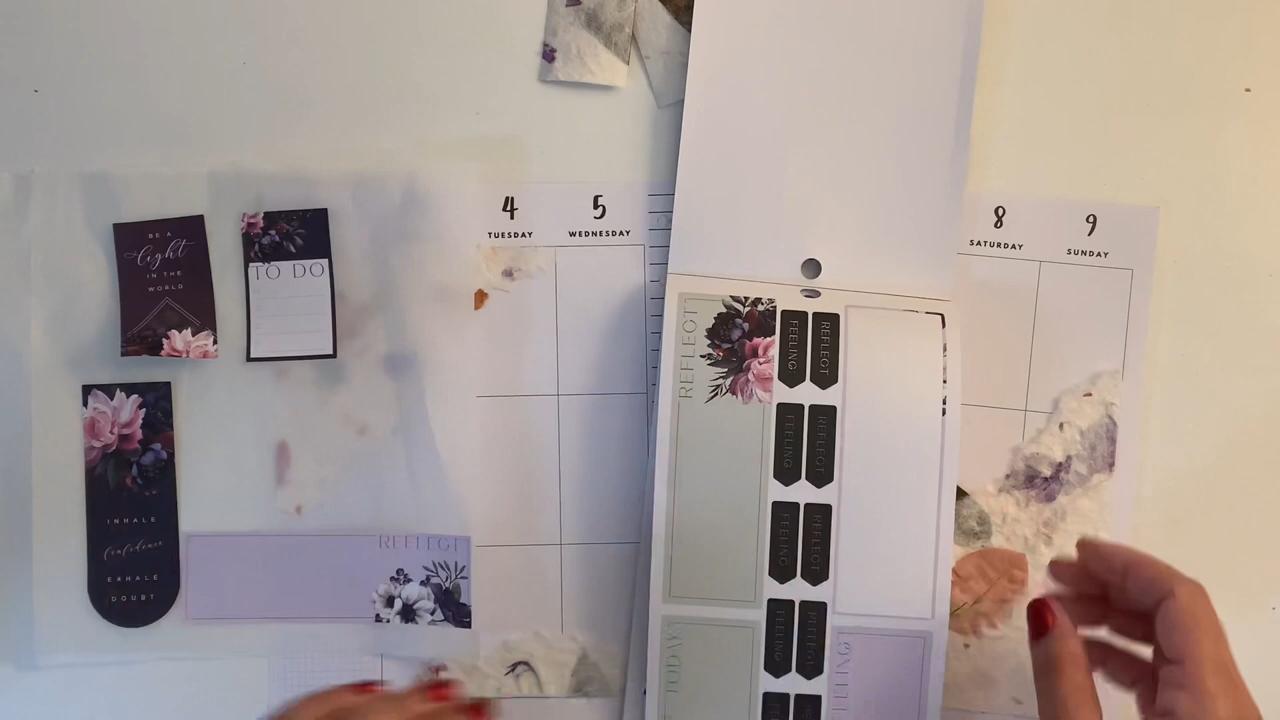 BE A
light
IN THE
WORLD
TO DO
INHALE
confidence
EXHALE
DOUBT
REFLECT
4
TUESDAY
5
WEDNESDAY
8
SATURDAY
9
SUNDAY
REFLECT
FEELING
REFLECT
FEELING
REFLECT
FEELING
REFLECT
FEELING
REFLECT
TODAY